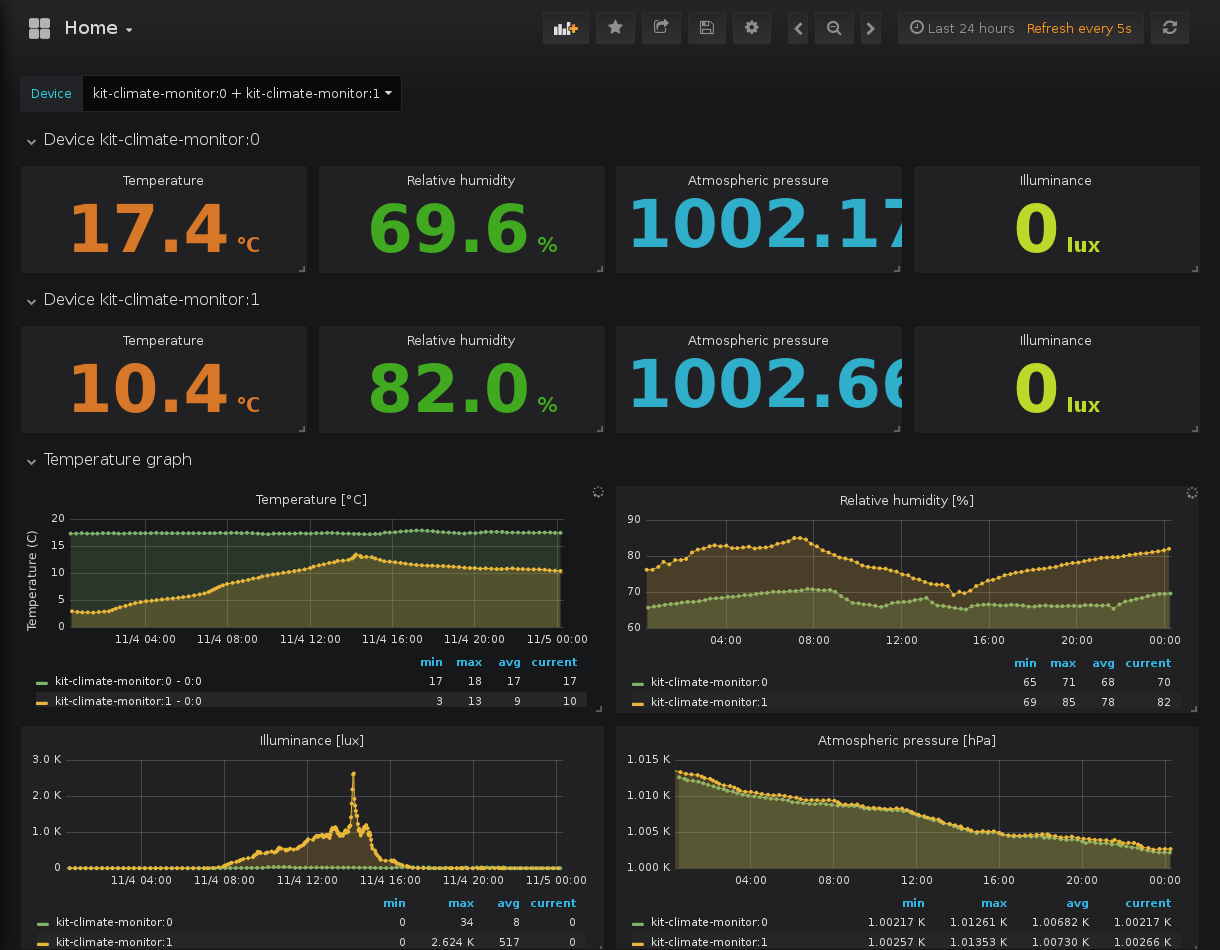 Home
Last 24 hours Refresh every 5s
Device kit-climate-monitor:0 + kit-climate-monitor:1
Device kit-climate-monitor:0
Temperature Relative humidity Atmospheric pressure Illuminance
17.4 °C 69.6 % 1002.17 0 lux
Device kit-climate-monitor:1
Temperature Relative humidity Atmospheric pressure Illuminance
10.4 °C 82.0 % 1002.66 0 lux
Temperature graph
Temperature [°C]
Temperature (C)
20
15
10
5
0
11/4 04:00 11/4 08:00 11/4 12:00 11/4 16:00 11/4 20:00 11/5 00:00
min max avg current
kit-climate-monitor:0 - 0:0 17 18 17 17
kit-climate-monitor:1 - 0:0 3 13 9 10
Relative humidity [%]
90
80
70
60
04:00 08:00 12:00 16:00 20:00 00:00
min max avg current
kit-climate-monitor:0 65 71 68 70
kit-climate-monitor:1 69 85 78 82
Illuminance [lux]
3.0 K
2.0 K
1.0 K
0
11/4 04:00 11/4 08:00 11/4 12:00 11/4 16:00 11/4 20:00 11/5 00:00
min max avg current
kit-climate-monitor:0 0 34 8 0
kit-climate-monitor:1 0 2.624 K 517 0
Atmospheric pressure [hPa]
1.015 K
1.010 K
1.005 K
1.000 K
04:00 08:00 12:00 16:00 20:00 00:00
min max avg current
kit-climate-monitor:0 1.00217 K 1.01261 K 1.00682 K 1.00217 K
kit-climate-monitor:1 1.00257 K 1.01353 K 1.00730 K 1.00266 K